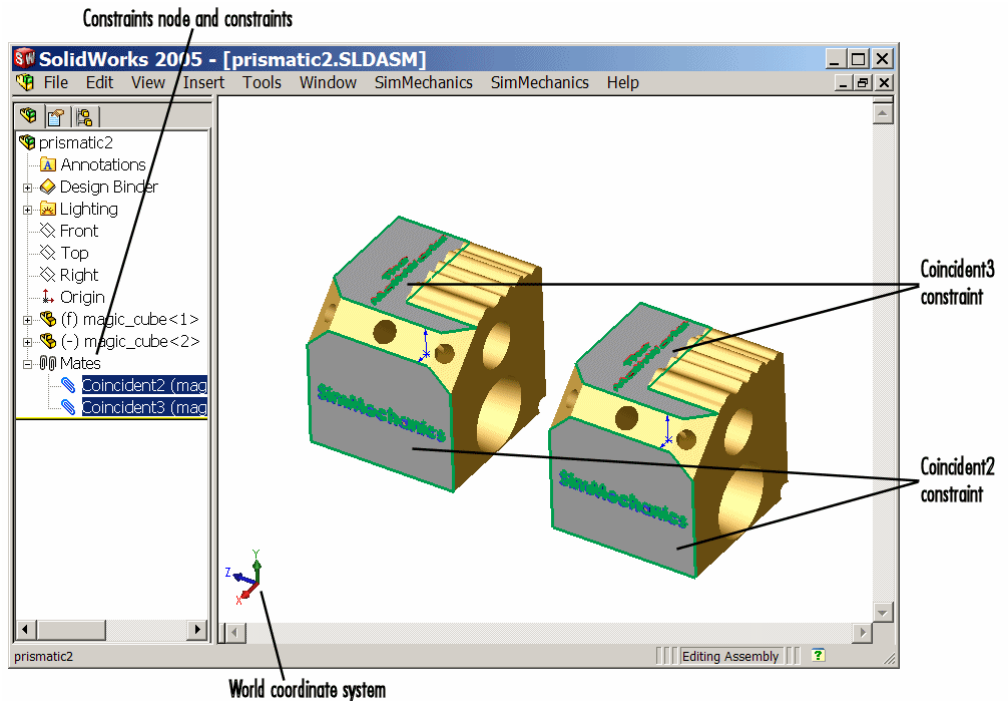 Constraints node and constraints
SolidWorks 2005 - [prismatic2.SLDASM]
File Edit View Insert Tools Window SimMechanics SimMechanics Help
prismatic2
A Annotations
Design Binder
Lighting
Front
Top
Right
Origin
(f) magic_cube<1>
(-) magic_cube<2>
Mates
Coincident2 (mag
Coincident3 (mag
SimMechanics
SimMechanics
Coincident3
constraint
Coincident2
constraint
Y
Z
X
prismatic2
Editing Assembly
?
World coordinate system